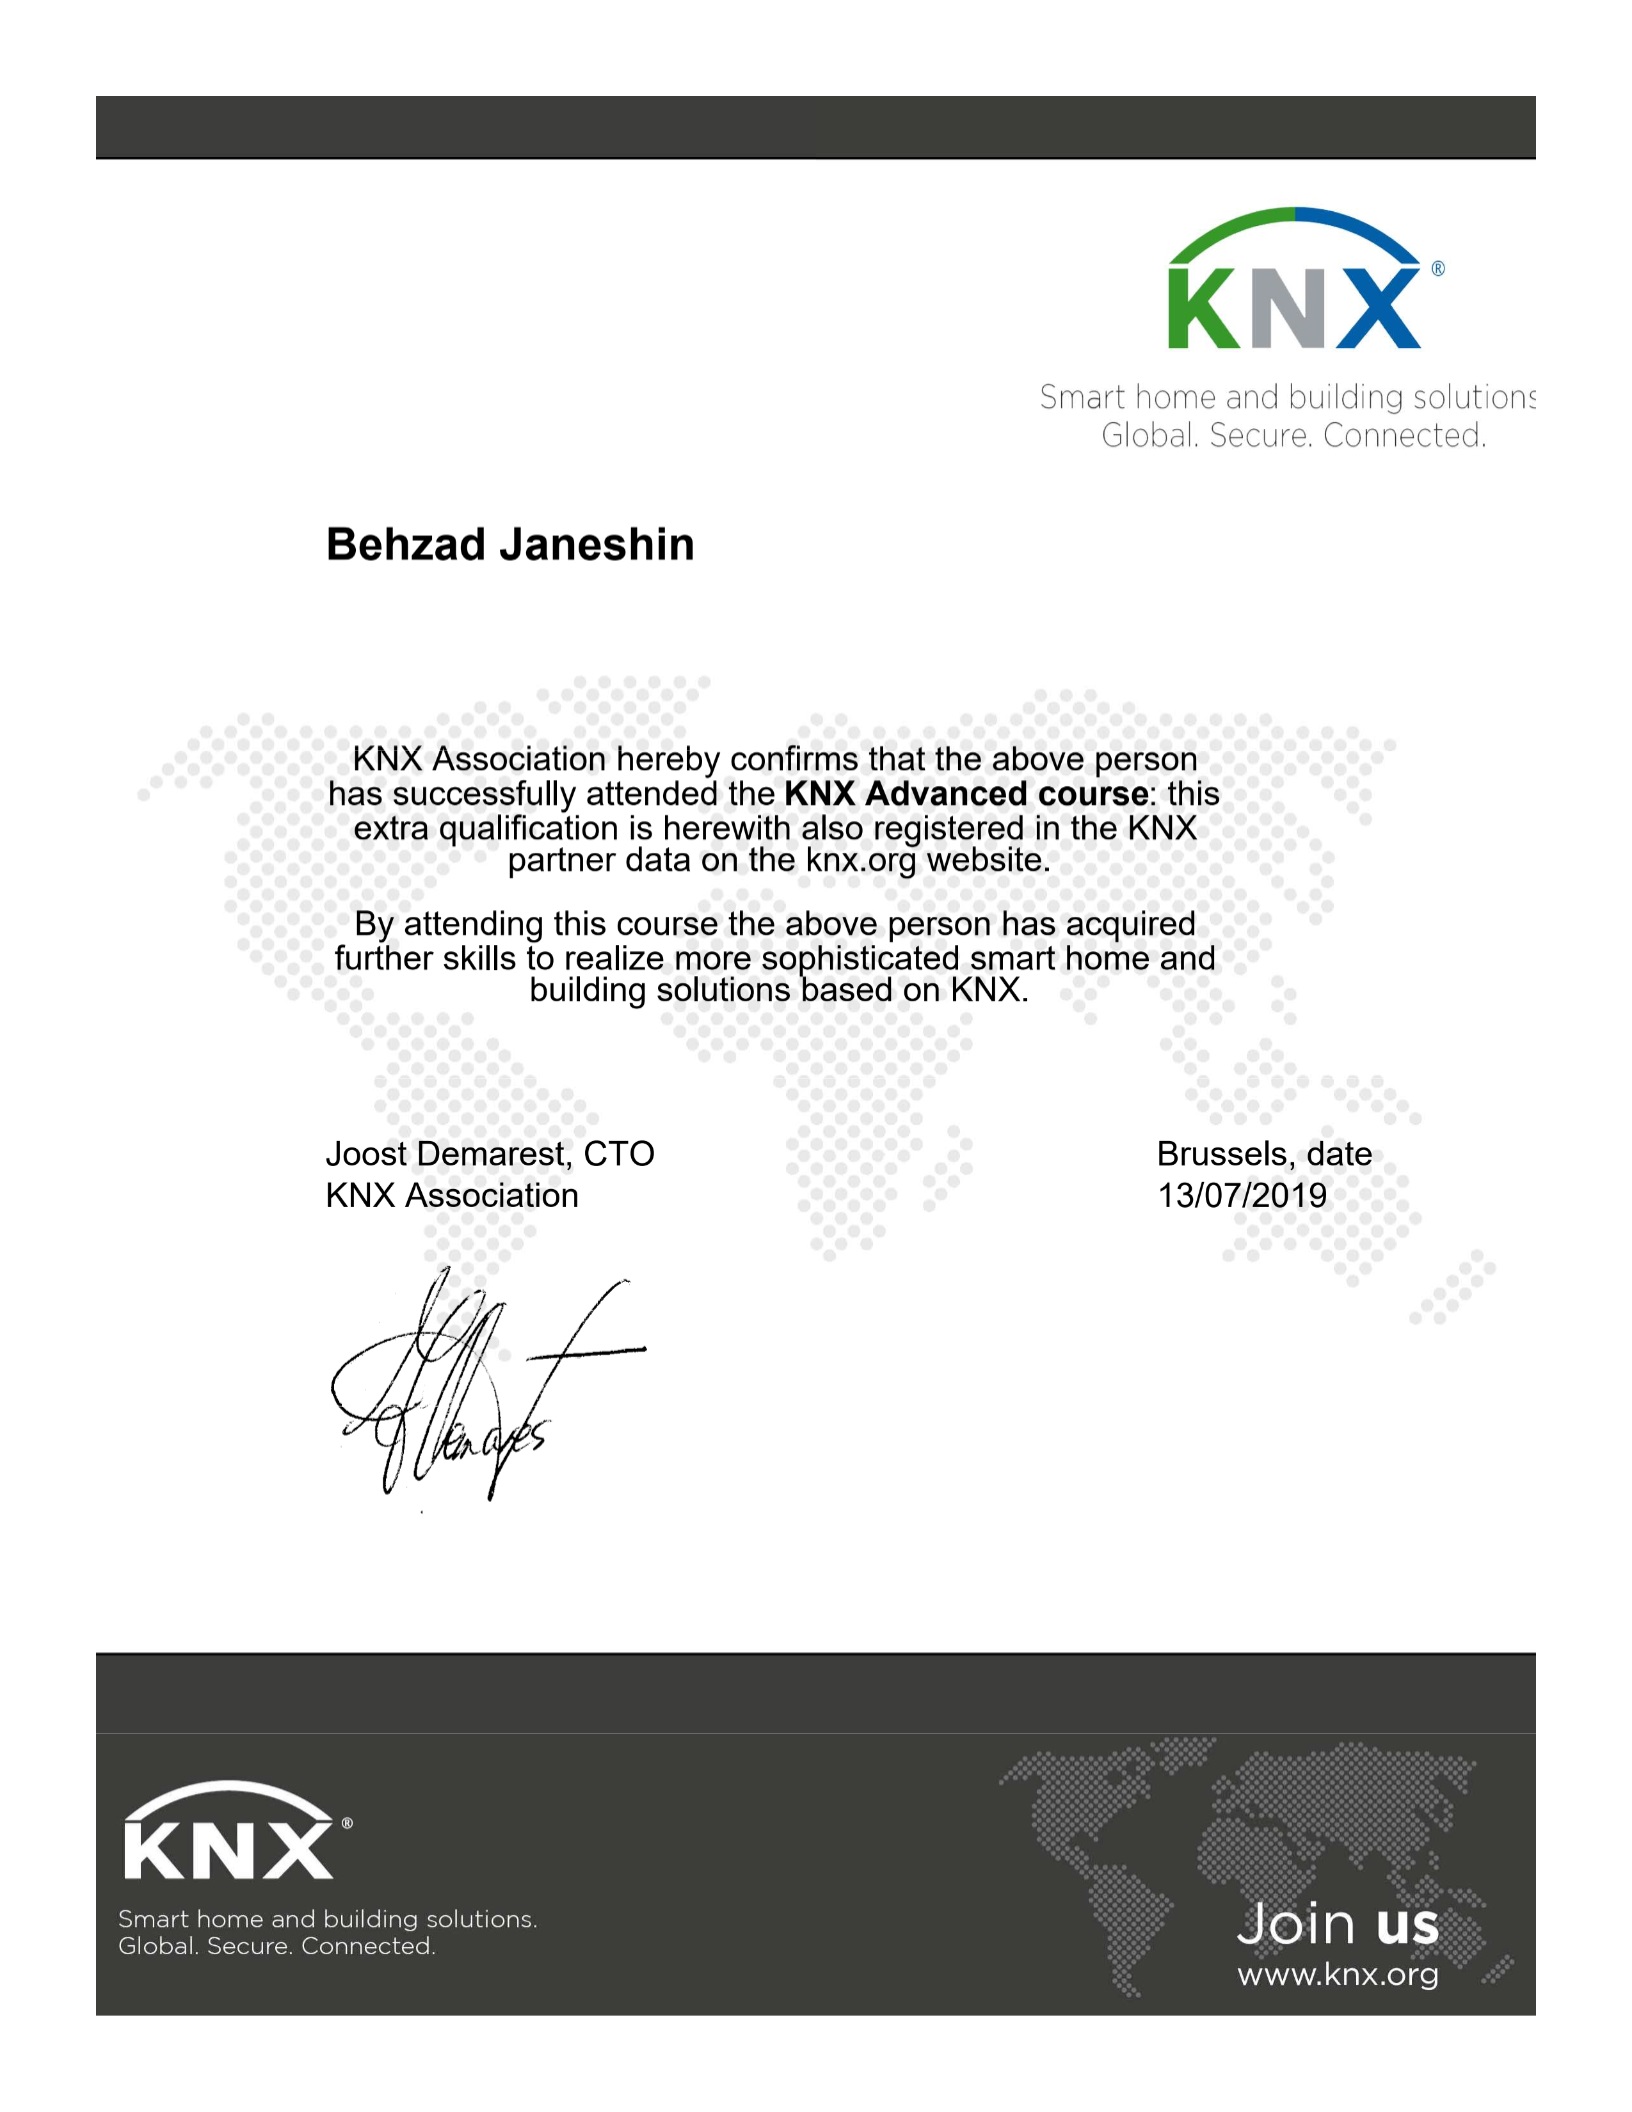 KNX®
Smart home and building solutions
Global. Secure. Connected.
Behzad Janeshin
KNX Association hereby confirms that the above person
has successfully attended the KNX Advanced course: this
extra qualification is herewith also registered in the KNX
partner data on the knx.org website.
By attending this course the above person has acquired
further skills to realize more sophisticated smart home and
building solutions based on KNX.
Joost Demarest, CTO
KNX Association
Brussels, date
13/07/2019
KNX®
Smart home and building solutions.
Global. Secure. Connected.
Join us
www.knx.org